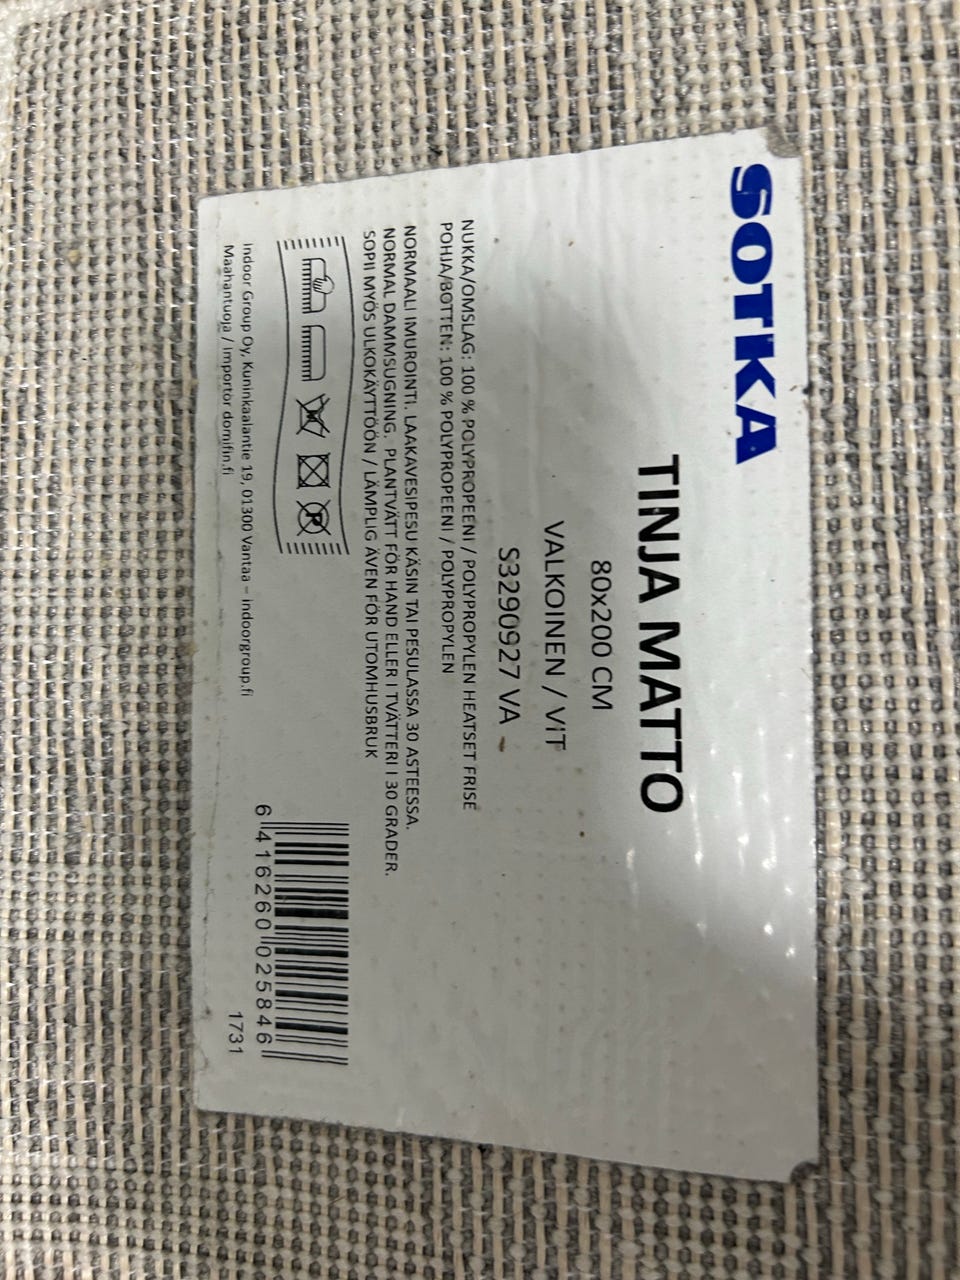 SOTKA
TINJA MATTO
80x200 CM
VALKOINEN / VIT
S3290927 VA
NUKKA/OMSLAG: 100 % POLYPROPEENI / POLYPROPYLEN HEATSET FRISE
POHJA/BOTTEN: 100 % POLYPROPEENI / POLYPROPYLEN
NORMAALI IMUROINTI. LAAKAVESIPESU KÄSIN TAI PESULASSA 30 ASTEESSA.
NORMAL DAMMSUGNING. PLANTVÄTT FÖR HAND ELLER I TVÄTTERI I 30 GRADER.
SOPII MYÖS ULKOKÄYTTÖÖN / LÄMPLIG ÄVEN FÖR UTOMHUSBRUK
P
Indoor Group Oy, Kuninkaalantie 19, 01300 Vantaa – indoorgroup.fi
Maahantuoja / Importör domifin.fi
6 416260 025846
1731